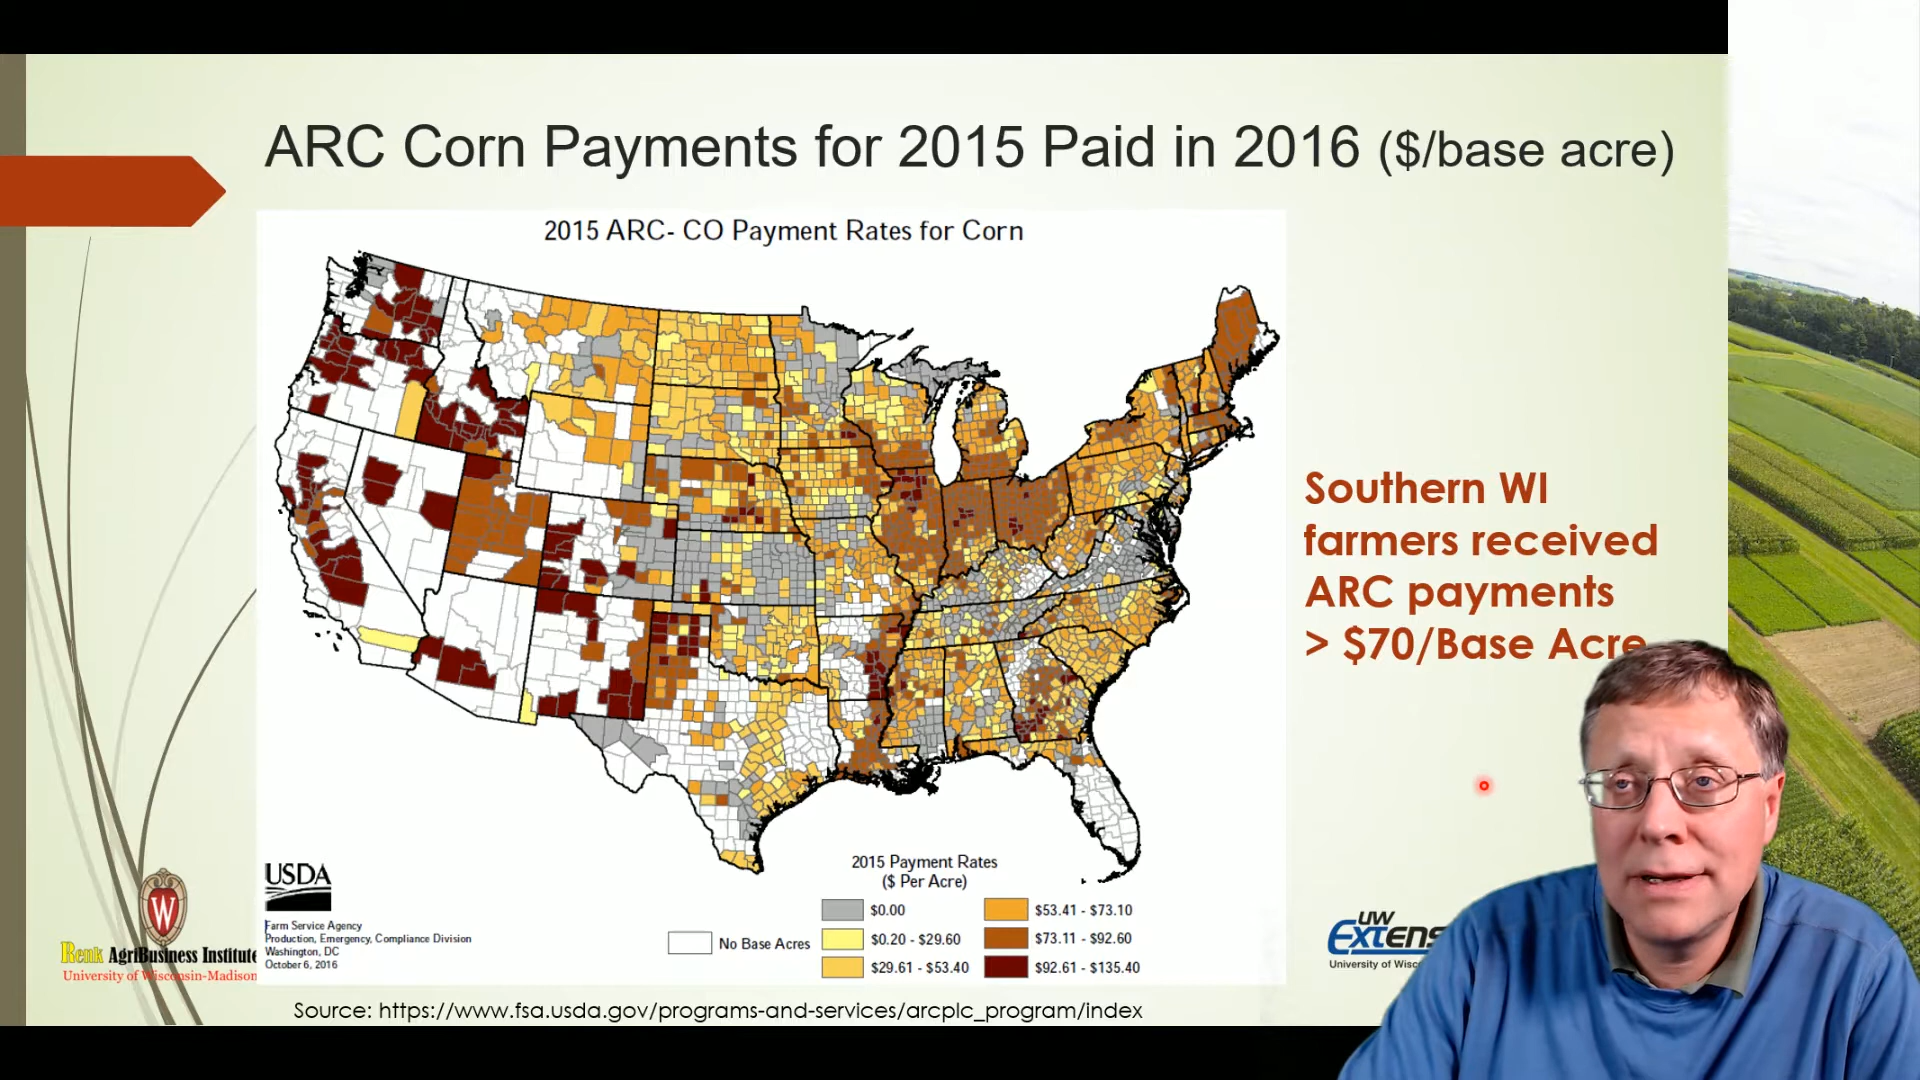 ARC Corn Payments for 2015 Paid in 2016 ($/base acre)
2015 ARC- CO Payment Rates for Corn
Southern WI
farmers received
ARC payments
> $70/Base Acre
USDA
Farm Service Agency
Production, Emergency, Compliance Division
Washington, DC
October 6, 2016
2015 Payment Rates
($ Per Acre)
No Base Acres
$0.00
$0.20 - $29.60
$29.61 - $53.40
$53.41 - $73.10
$73.11 - $92.60
$92.61 - $135.40
W
Renk AgriBusiness Institute
University of Wisconsin-Madison
UW
Extens
University of Wisc
Source: https://www.fsa.usda.gov/programs-and-services/arcplc_program/index